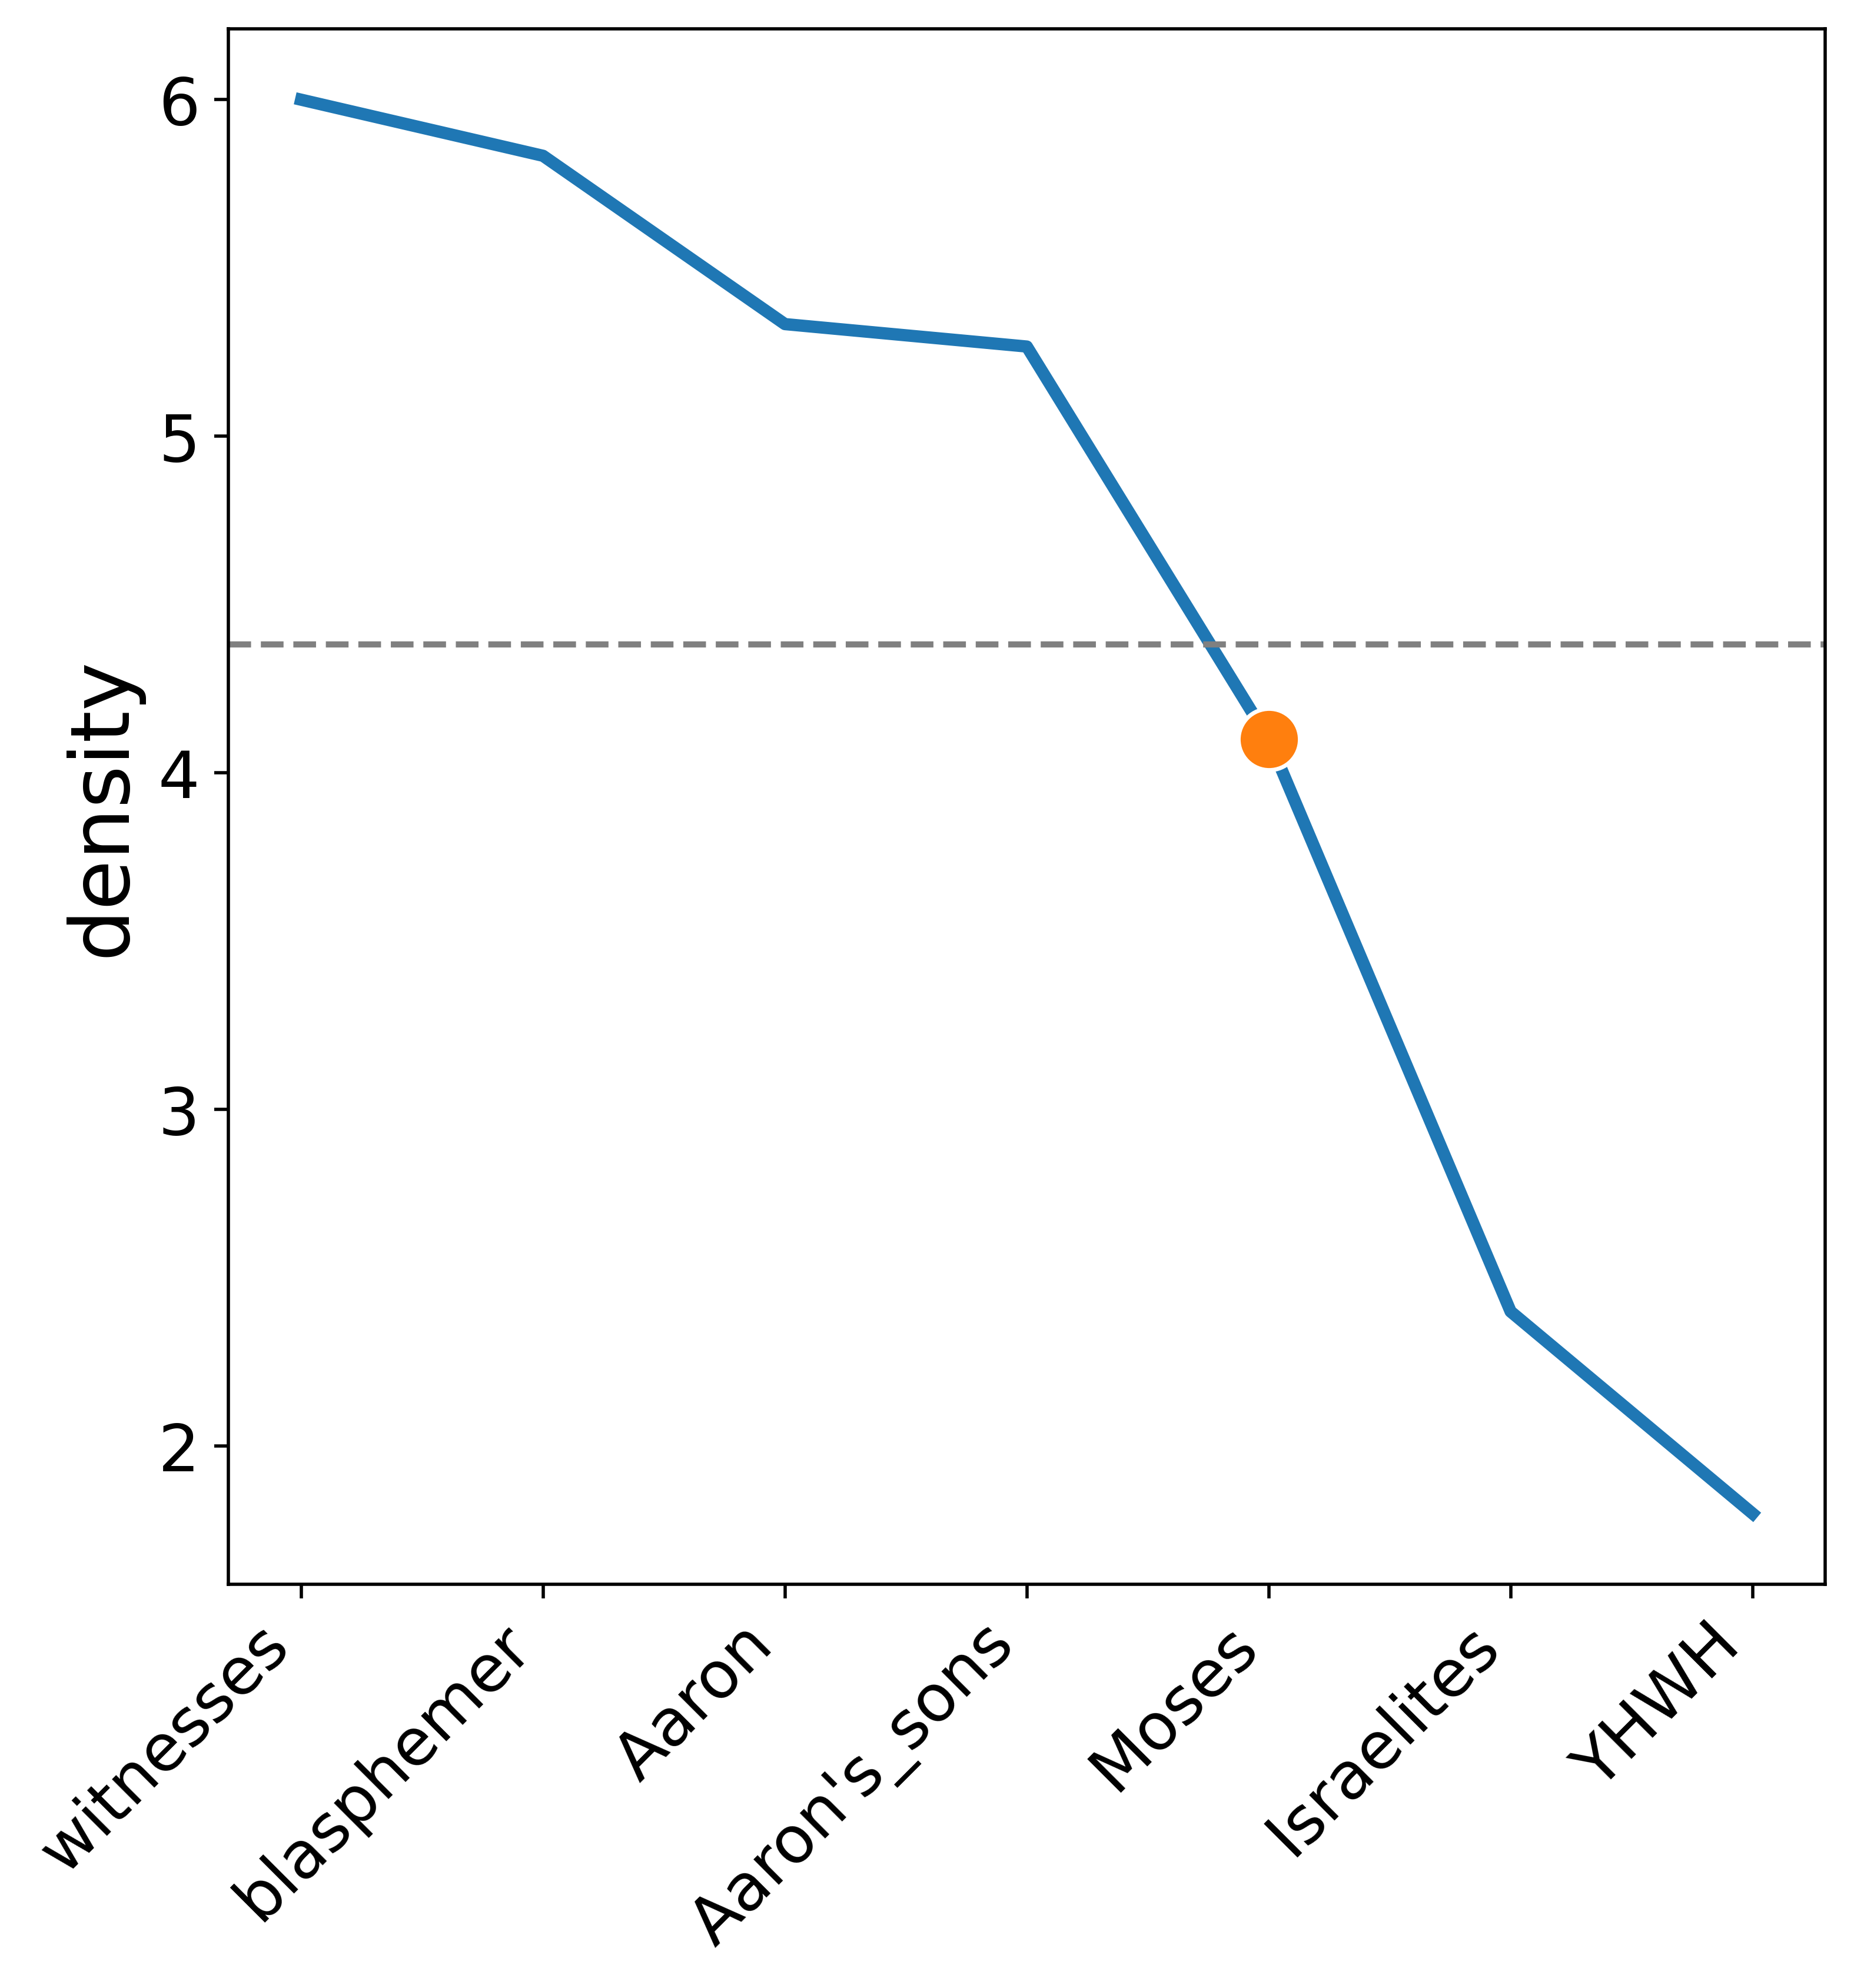 6
5
4
3
2
density
witnesses
blasphemer
Aaron
Aaron's_sons
Moses
Israelites
YHWH